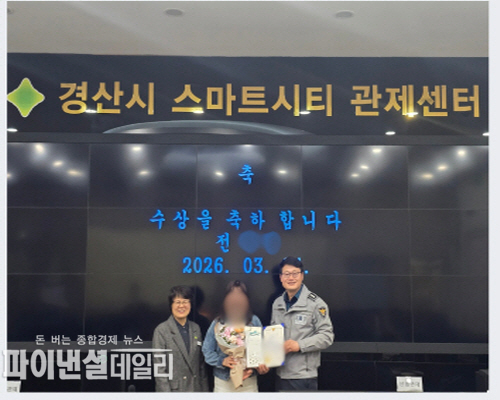 경산시 스마트시티 관제센터
축
수상을 축하 합니다
전
2026. 03.
돈 버는 종합경제 뉴스
파이낸셜데일리